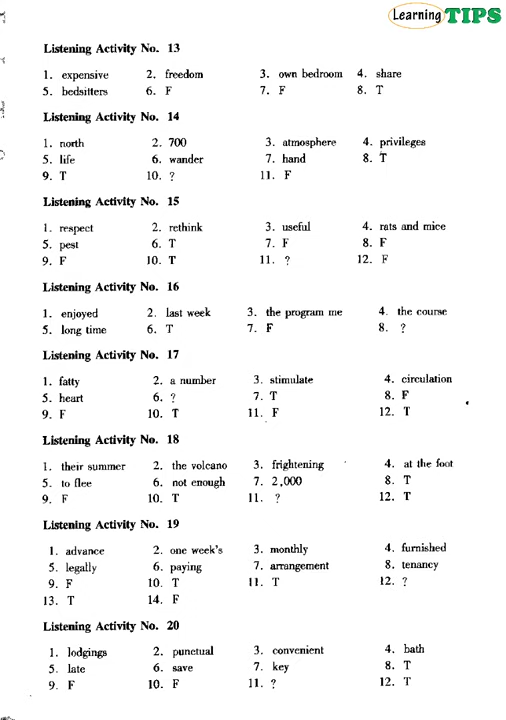 Learning TIPS
Listening Activity No. 13
1. expensive 2. freedom 3. own bedroom 4. share
5. bedsitters 6. F 7. F 8. T
Listening Activity No. 14
1. north 2. 700 3. atmosphere 4. privileges
5. life 6. wander 7. hand 8. T
9. T 10. ? 11. F
Listening Activity No. 15
1. respect 2. rethink 3. useful 4. rats and mice
5. pest 6. T 7. F 8. F
9. F 10. T 11. ? 12. F
Listening Activity No. 16
1. enjoyed 2. last week 3. the program me 4. the course
5. long time 6. T 7. F 8. ?
Listening Activity No. 17
1. fatty 2. a number 3. stimulate 4. circulation
5. heart 6. ? 7. T 8. F
9. F 10. T 11. F 12. T
Listening Activity No. 18
1. their summer 2. the volcano 3. frightening 4. at the foot
5. to flee 6. not enough 7. 2,000 8. T
9. F 10. T 11. ? 12. T
Listening Activity No. 19
1. advance 2. one week's 3. monthly 4. furnished
5. legally 6. paying 7. arrangement 8. tenancy
9. F 10. T 11. T 12. ?
13. T 14. F
Listening Activity No. 20
1. lodgings 2. punctual 3. convenient 4. bath
5. late 6. save 7. key 8. T
9. F 10. F 11. ? 12. T